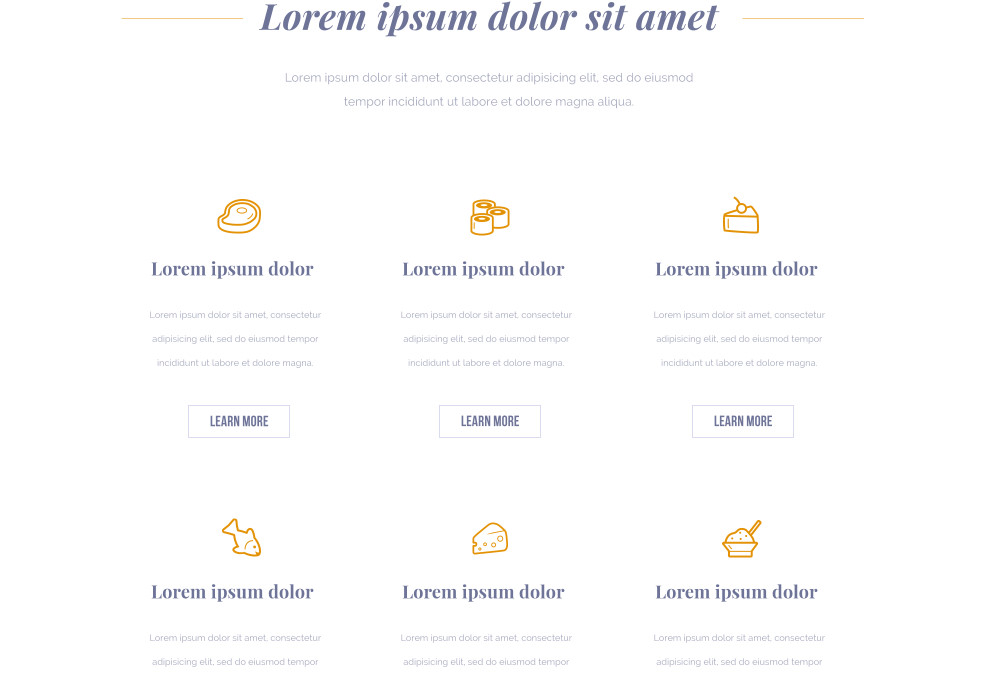 Lorem ipsum dolor sit amet
Lorem ipsum dolor sit amet, consectetur adipisicing elit, sed do eiusmod
tempor incididunt ut labore et dolore magna aliqua.
Lorem ipsum dolor
Lorem ipsum dolor sit amet, consectetur
adipisicing elit, sed do eiusmod tempor
incididunt ut labore et dolore magna.
LEARN MORE
Lorem ipsum dolor
Lorem ipsum dolor sit amet, consectetur
adipisicing elit, sed do eiusmod tempor
incididunt ut labore et dolore magna.
LEARN MORE
Lorem ipsum dolor
Lorem ipsum dolor sit amet, consectetur
adipisicing elit, sed do eiusmod tempor
incididunt ut labore et dolore magna.
LEARN MORE
Lorem ipsum dolor
Lorem ipsum dolor sit amet, consectetur
adipisicing elit, sed do eiusmod tempor
Lorem ipsum dolor
Lorem ipsum dolor sit amet, consectetur
adipisicing elit, sed do eiusmod tempor
Lorem ipsum dolor
Lorem ipsum dolor sit amet, consectetur
adipisicing elit, sed do eiusmod tempor